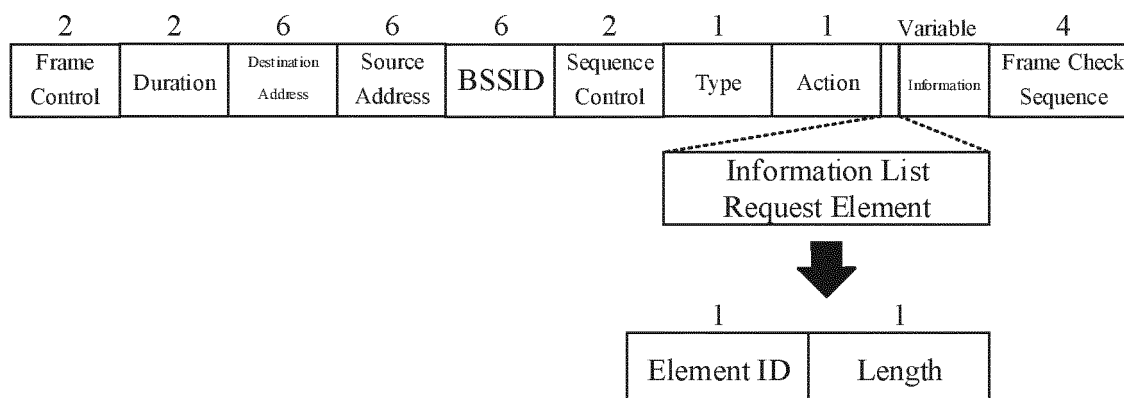 2 2 6 6 6 2 1 1 Variable 4
Frame Control
Duration
Destination Address
Source Address
BSSID
Sequence Control
Type
Action
Information
Frame Check Sequence
Information List
Request Element
1 1
Element ID Length